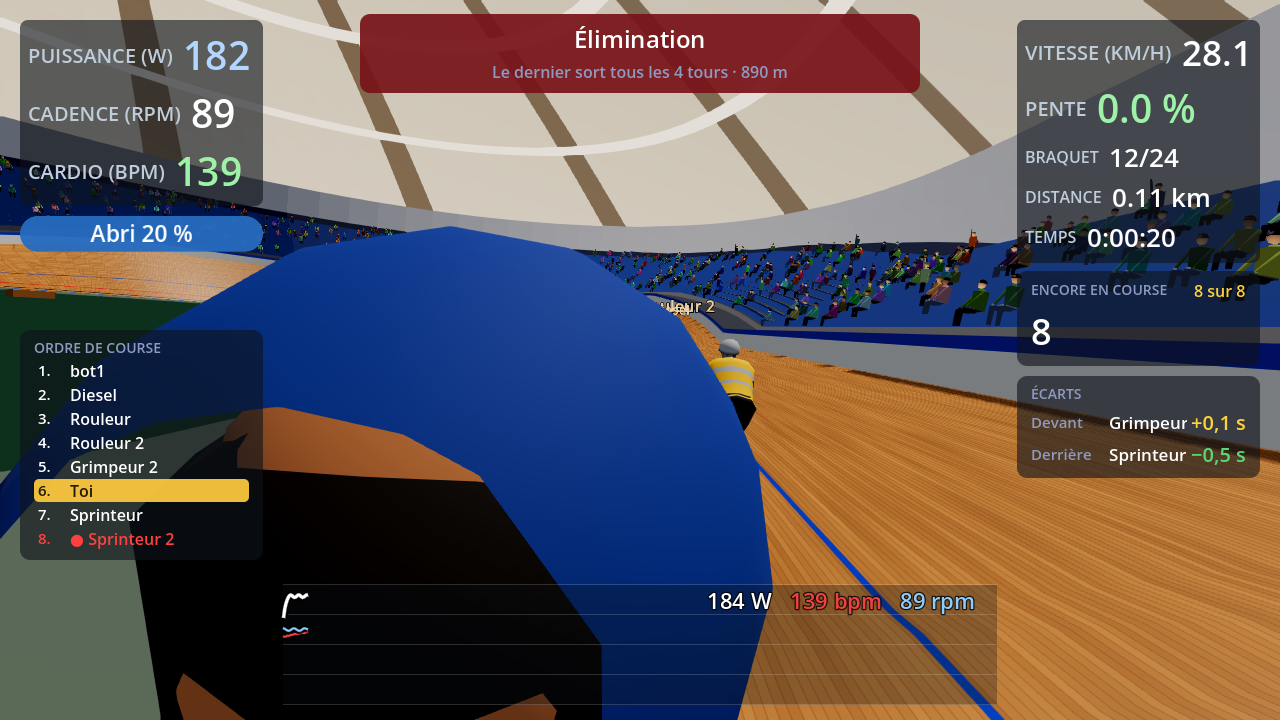 PUISSANCE (W) 182
CADENCE (RPM) 89
CARDIO (BPM) 139
Abri 20 %
Élimination
Le dernier sort tous les 4 tours · 890 m
VITESSE (KM/H) 28.1
PENTE 0.0 %
BRAQUET 12/24
DISTANCE 0.11 km
TEMPS 0:00:20
ENCORE EN COURSE 8 sur 8
8
ÉCARTS
Devant Grimpeur +0,1 s
Derrière Sprinteur −0,5 s
ORDRE DE COURSE
1. bot1
2. Diesel
3. Rouleur
4. Rouleur 2
5. Grimpeur 2
6. Toi
7. Sprinteur
8. Sprinteur 2
184 W 139 bpm 89 rpm